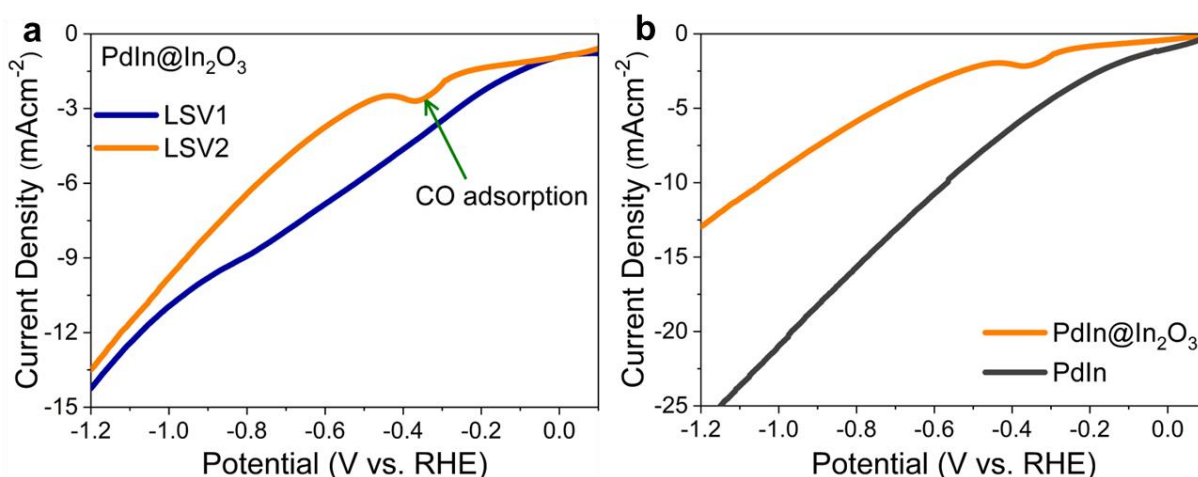 a
PdIn@In₂O₃
LSV1
LSV2
CO adsorption
0
-3
-6
-9
-12
-15
Current Density (mAcm⁻²)
-1.2 -1.0 -0.8 -0.6 -0.4 -0.2 0.0
Potential (V vs. RHE)
b
PdIn@In₂O₃
PdIn
0
-5
-10
-15
-20
-25
Current Density (mAcm⁻²)
-1.2 -1.0 -0.8 -0.6 -0.4 -0.2 0.0
Potential (V vs. RHE)